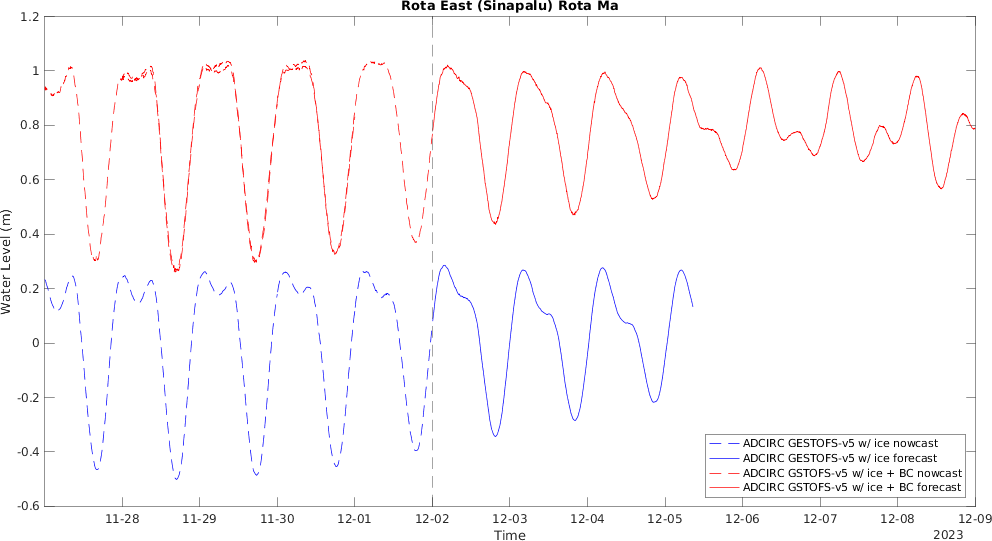 Rota East (Sinapalu) Rota Ma
1.2
1
0.8
0.6
0.4
0.2
0
-0.2
-0.4
-0.6
Water Level (m)
ADCIRC GESTOFS-v5 w/ ice nowcast
ADCIRC GESTOFS-v5 w/ ice forecast
ADCIRC GSTOFS-v5 w/ ice + BC nowcast
ADCIRC GSTOFS-v5 w/ ice + BC forecast
11-28 11-29 11-30 12-01 12-02 12-03 12-04 12-05 12-06 12-07 12-08 12-09
Time
2023